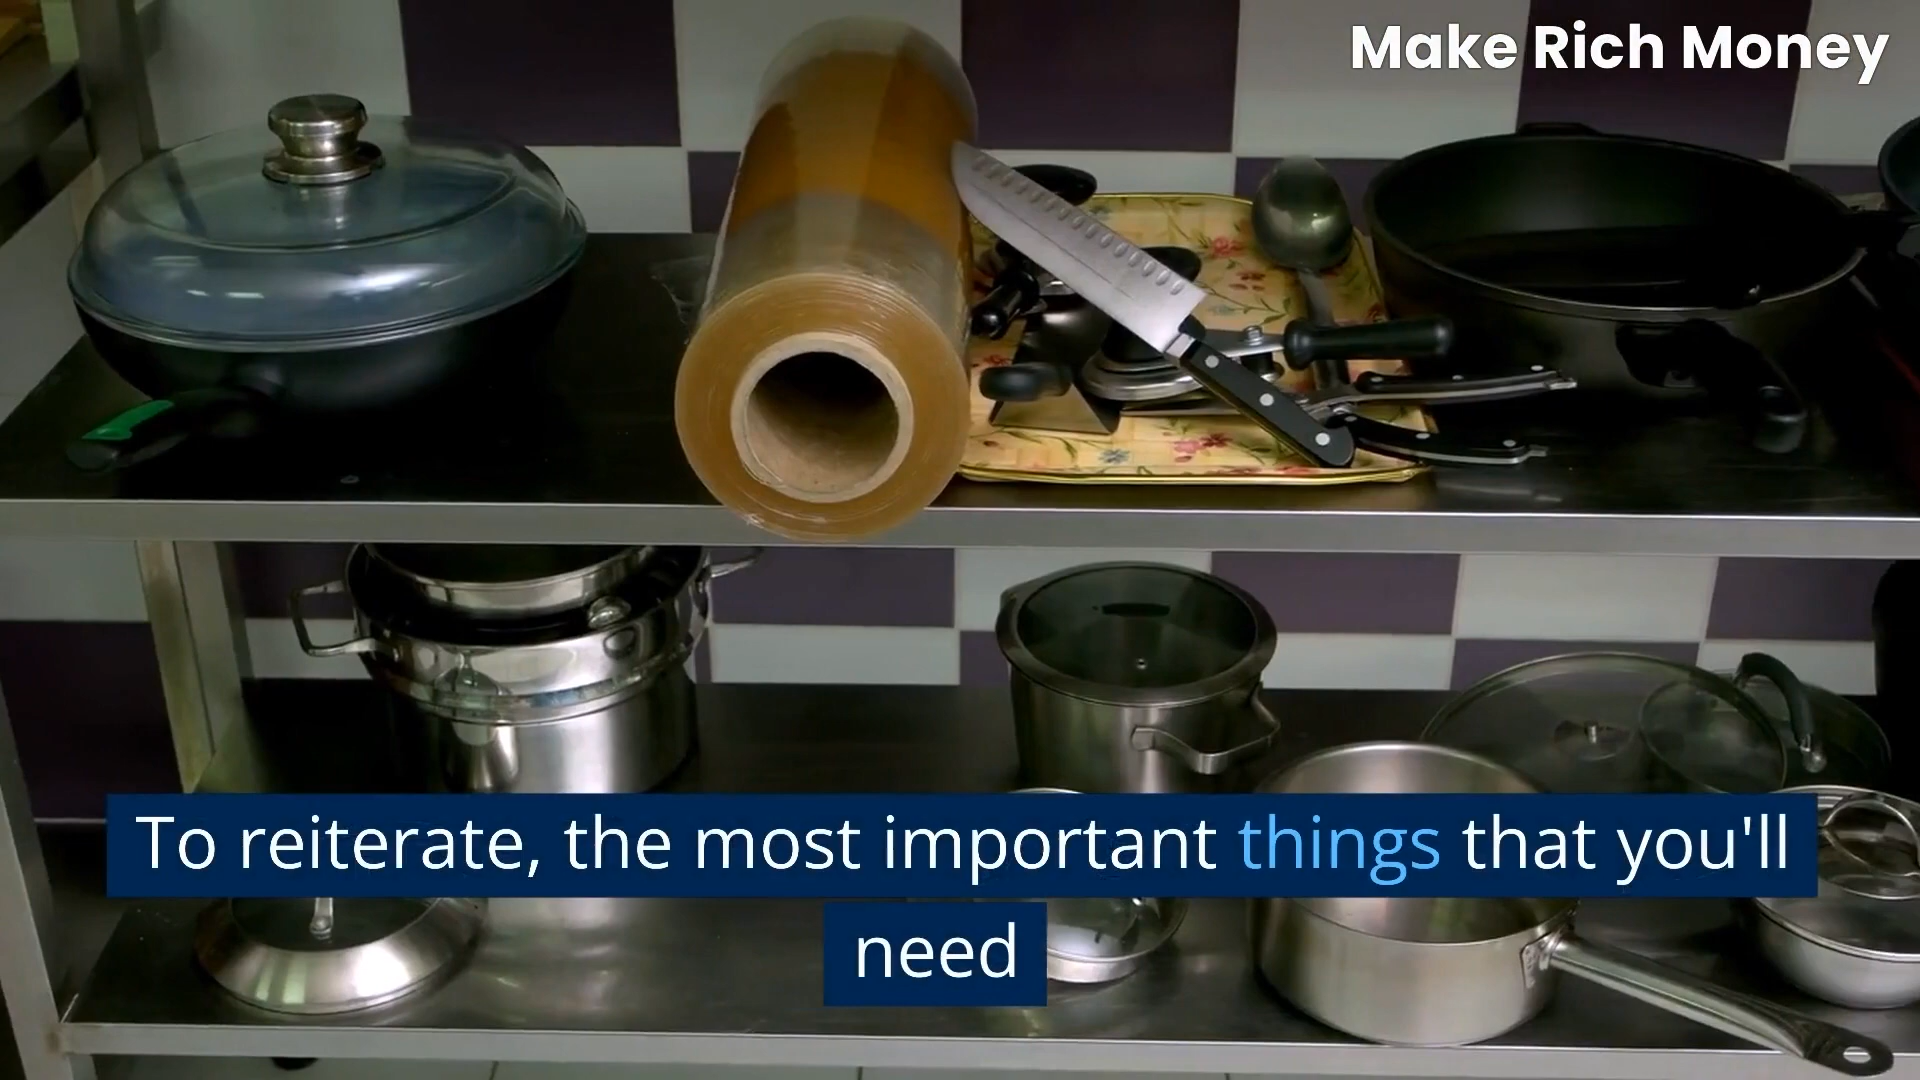 Make Rich Money
To reiterate, the most important things that you'll
need